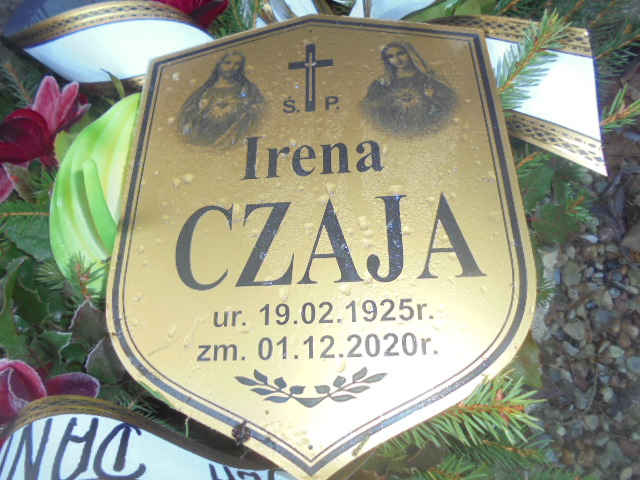 Ś. P.
Irena
CZAJA
ur. 19.02.1925r.
zm. 01.12.2020r.